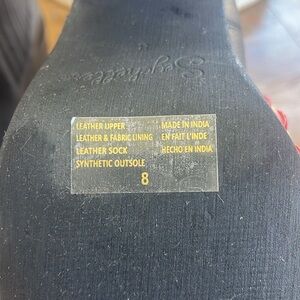 Seychelles
LEATHER UPPER
LEATHER & FABRIC LINING
LEATHER SOCK
SYNTHETIC OUTSOLE
MADE IN INDIA
EN FAIT L'INDE
HECHO EN INDIA
8